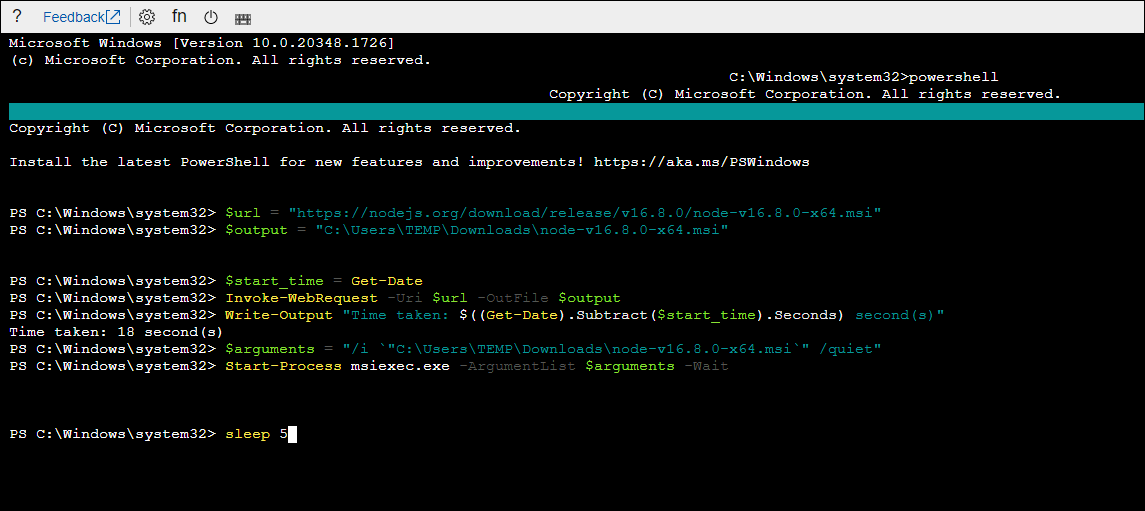 ? Feedback fn
Microsoft Windows [Version 10.0.20348.1726]
(c) Microsoft Corporation. All rights reserved.
C:\Windows\system32>powershell
Copyright (C) Microsoft Corporation. All rights reserved.
Copyright (C) Microsoft Corporation. All rights reserved.
Install the latest PowerShell for new features and improvements! https://aka.ms/PSWindows
PS C:\Windows\system32> $url = "https://nodejs.org/download/release/v16.8.0/node-v16.8.0-x64.msi"
PS C:\Windows\system32> $output = "C:\Users\TEMP\Downloads\node-v16.8.0-x64.msi"
PS C:\Windows\system32> $start_time = Get-Date
PS C:\Windows\system32> Invoke-WebRequest -Uri $url -OutFile $output
PS C:\Windows\system32> Write-Output "Time taken: $((Get-Date).Subtract($start_time).Seconds) second(s)"
Time taken: 18 second(s)
PS C:\Windows\system32> $arguments = "/i `"C:\Users\TEMP\Downloads\node-v16.8.0-x64.msi`" /quiet"
PS C:\Windows\system32> Start-Process msiexec.exe -ArgumentList $arguments -Wait
PS C:\Windows\system32> sleep 5